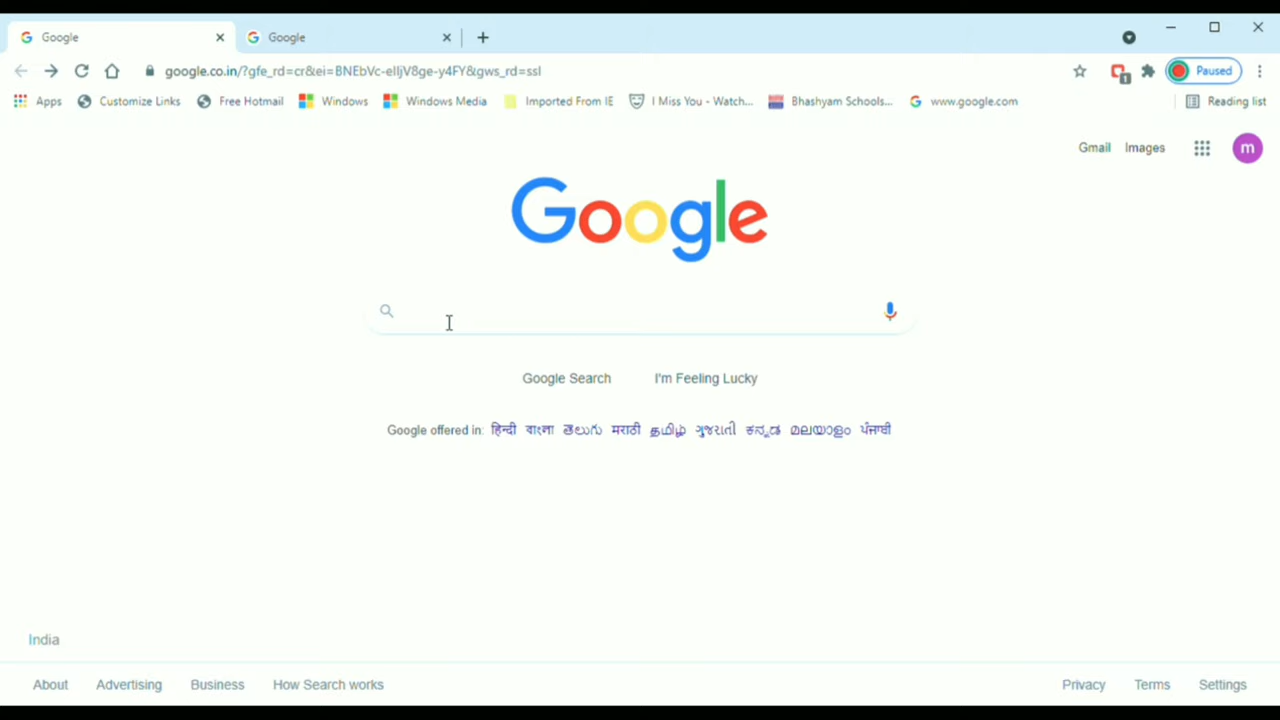 Google
Google
google.co.in/?gfe_rd=cr&ei=BNEbVc-elljV8ge-y4FY&gws_rd=ssl
1
Paused
Apps
Customize Links
Free Hotmail
Windows
Windows Media
Imported From IE
I Miss You - Watch...
Bhashyam Schools...
www.google.com
Reading list
Gmail
Images
m
Google
Google Search
I'm Feeling Lucky
Google offered in: हिन्दी বাংলা తెలుగు मराठी தமிழ் ગુજરાતી ಕನ್ನಡ മലയാളം ਪੰਜਾਬੀ
India
About
Advertising
Business
How Search works
Privacy
Terms
Settings